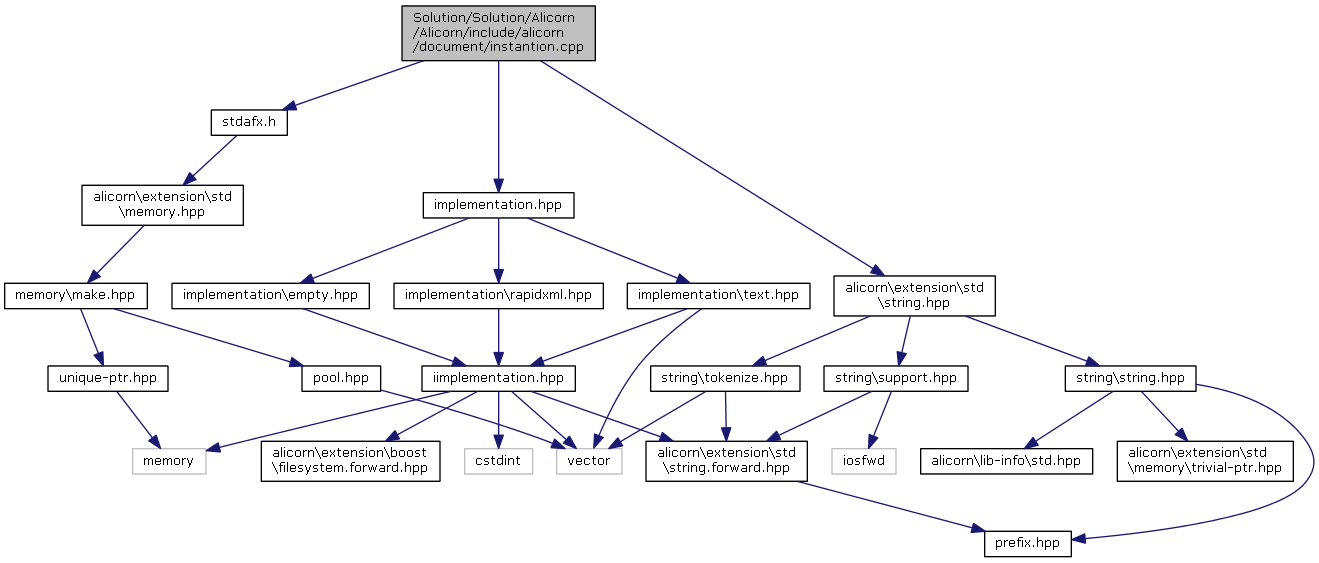 Solution/Solution/Alicorn
/Alicorn/include/alicorn
/document/instantion.cpp
stdafx.h
alicorn\extension\std
\memory.hpp
implementation.hpp
memory\make.hpp
implementation\empty.hpp
implementation\rapidxml.hpp
implementation\text.hpp
alicorn\extension\std
\string.hpp
unique-ptr.hpp
pool.hpp
iimplementation.hpp
string\tokenize.hpp
string\support.hpp
string\string.hpp
memory
alicorn\extension\boost
\filesystem.forward.hpp
cstdint
vector
alicorn\extension\std
\string.forward.hpp
iosfwd
alicorn\lib-info\std.hpp
alicorn\extension\std
\memory\trivial-ptr.hpp
prefix.hpp